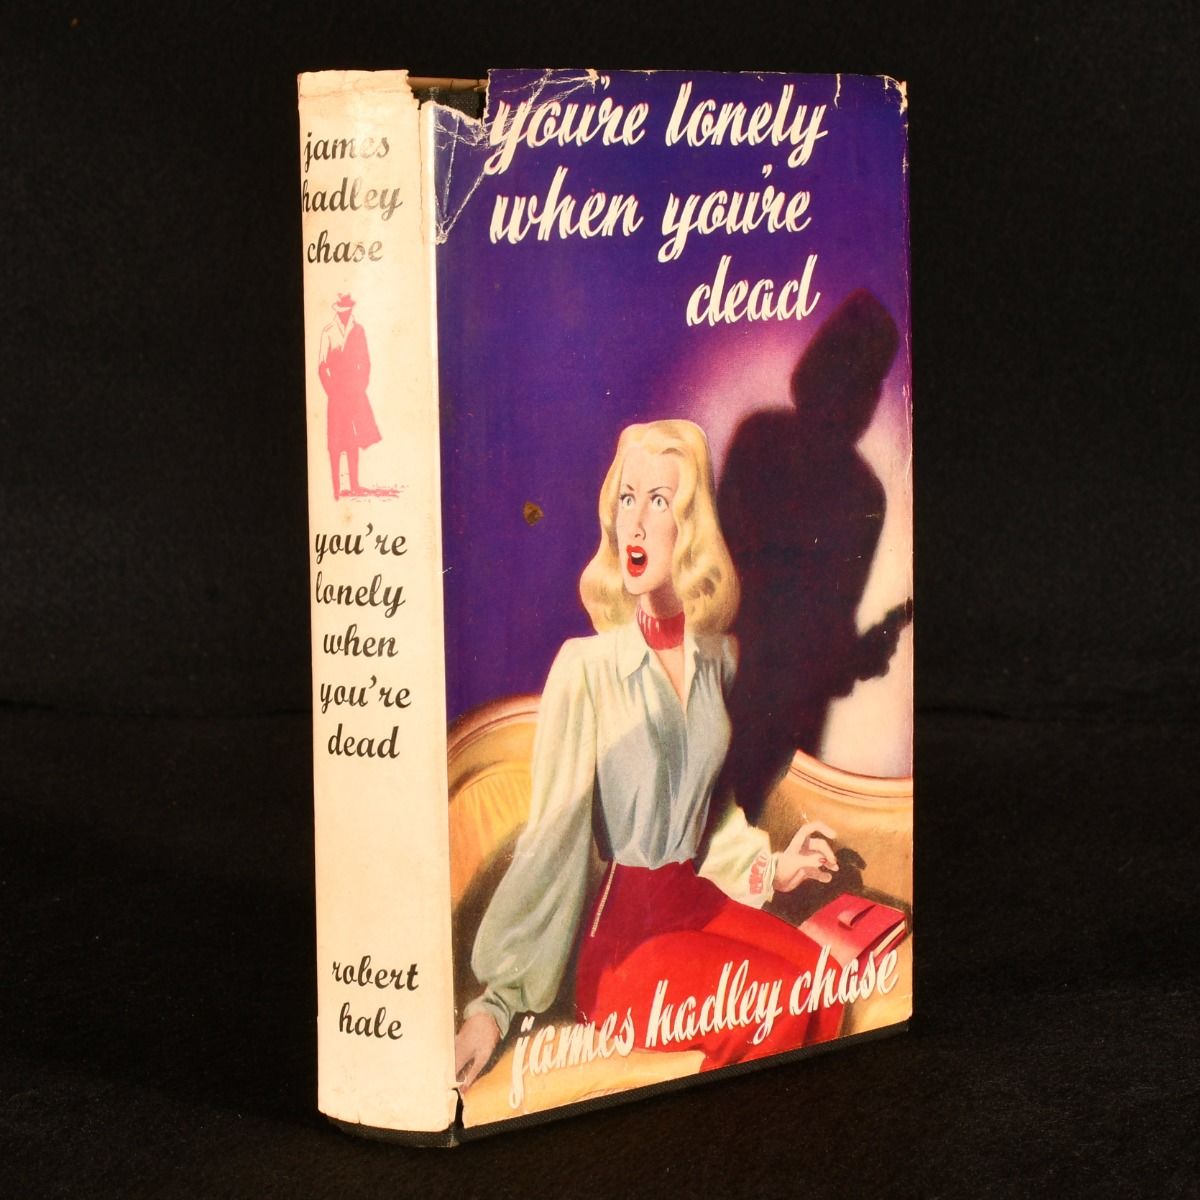 james
hadley
chase
you're
lonely
when
you're
dead
robert
hale
you're lonely
when you're
dead
james hadley chase